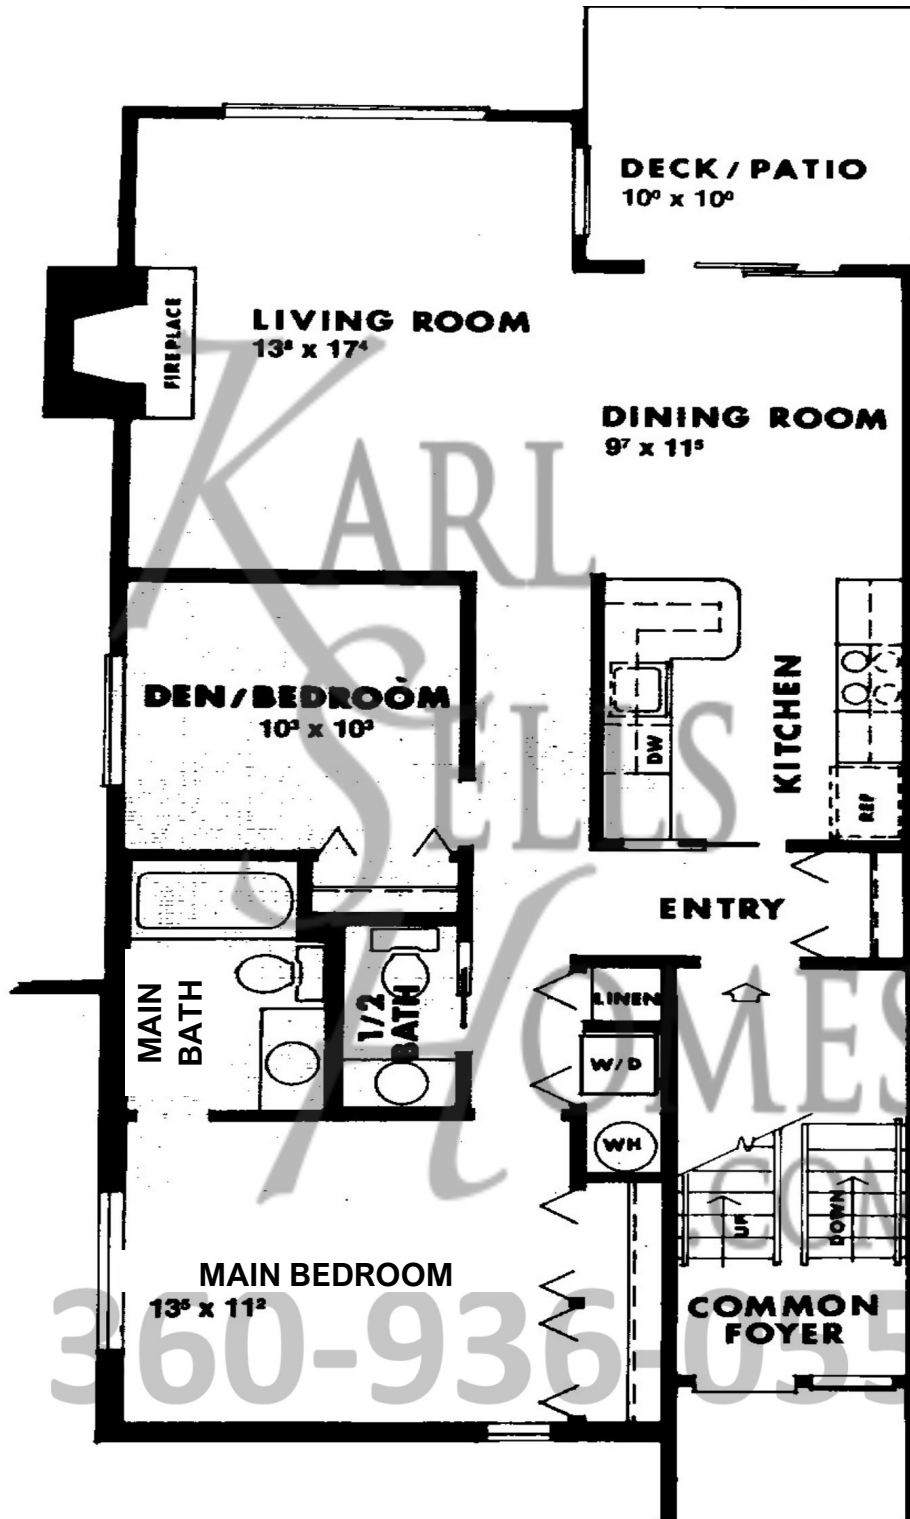 DECK / PATIO
10⁰ x 10⁰
LIVING ROOM
13⁸ x 17⁴
FIREPLACE
DINING ROOM
9⁷ x 11⁵
KARL
SELLS
HOMES
.COM
DEN/BEDROOM
10³ x 10³
KITCHEN
DW
REF
ENTRY
MAIN
BATH
1/2
BATH
LINEN
W/D
WH
UP
DOWN
MAIN BEDROOM
13⁵ x 11²
COMMON
FOYER
360-936-055